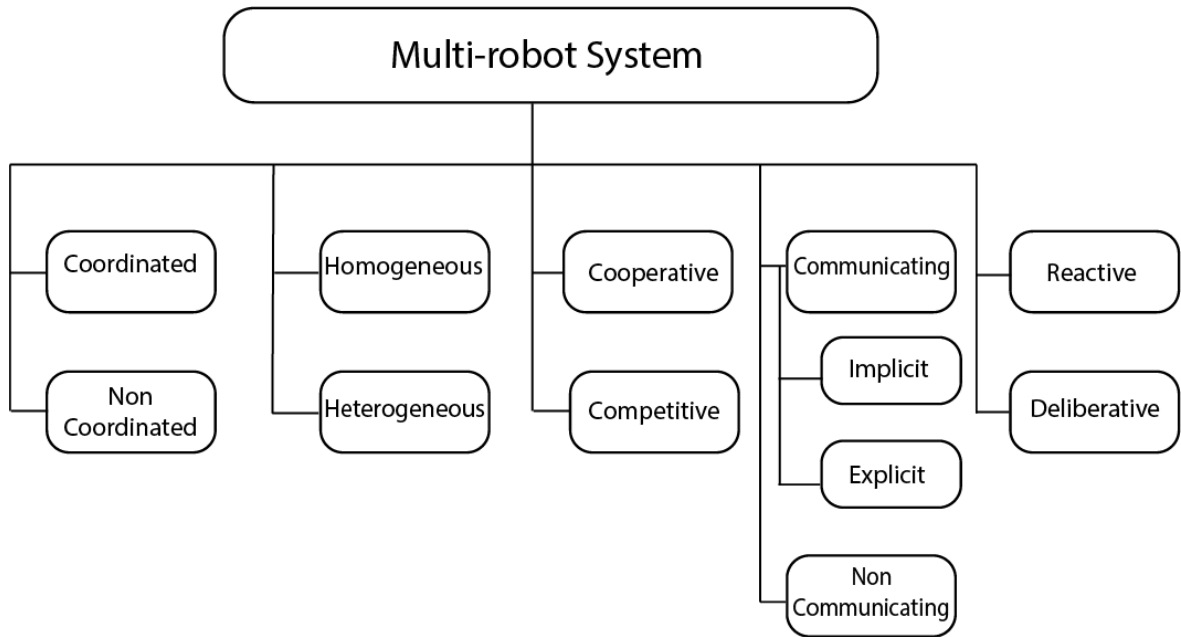 Multi-robot System
Coordinated
Non
Coordinated
Homogeneous
Heterogeneous
Cooperative
Competitive
Communicating
Implicit
Explicit
Non
Communicating
Reactive
Deliberative